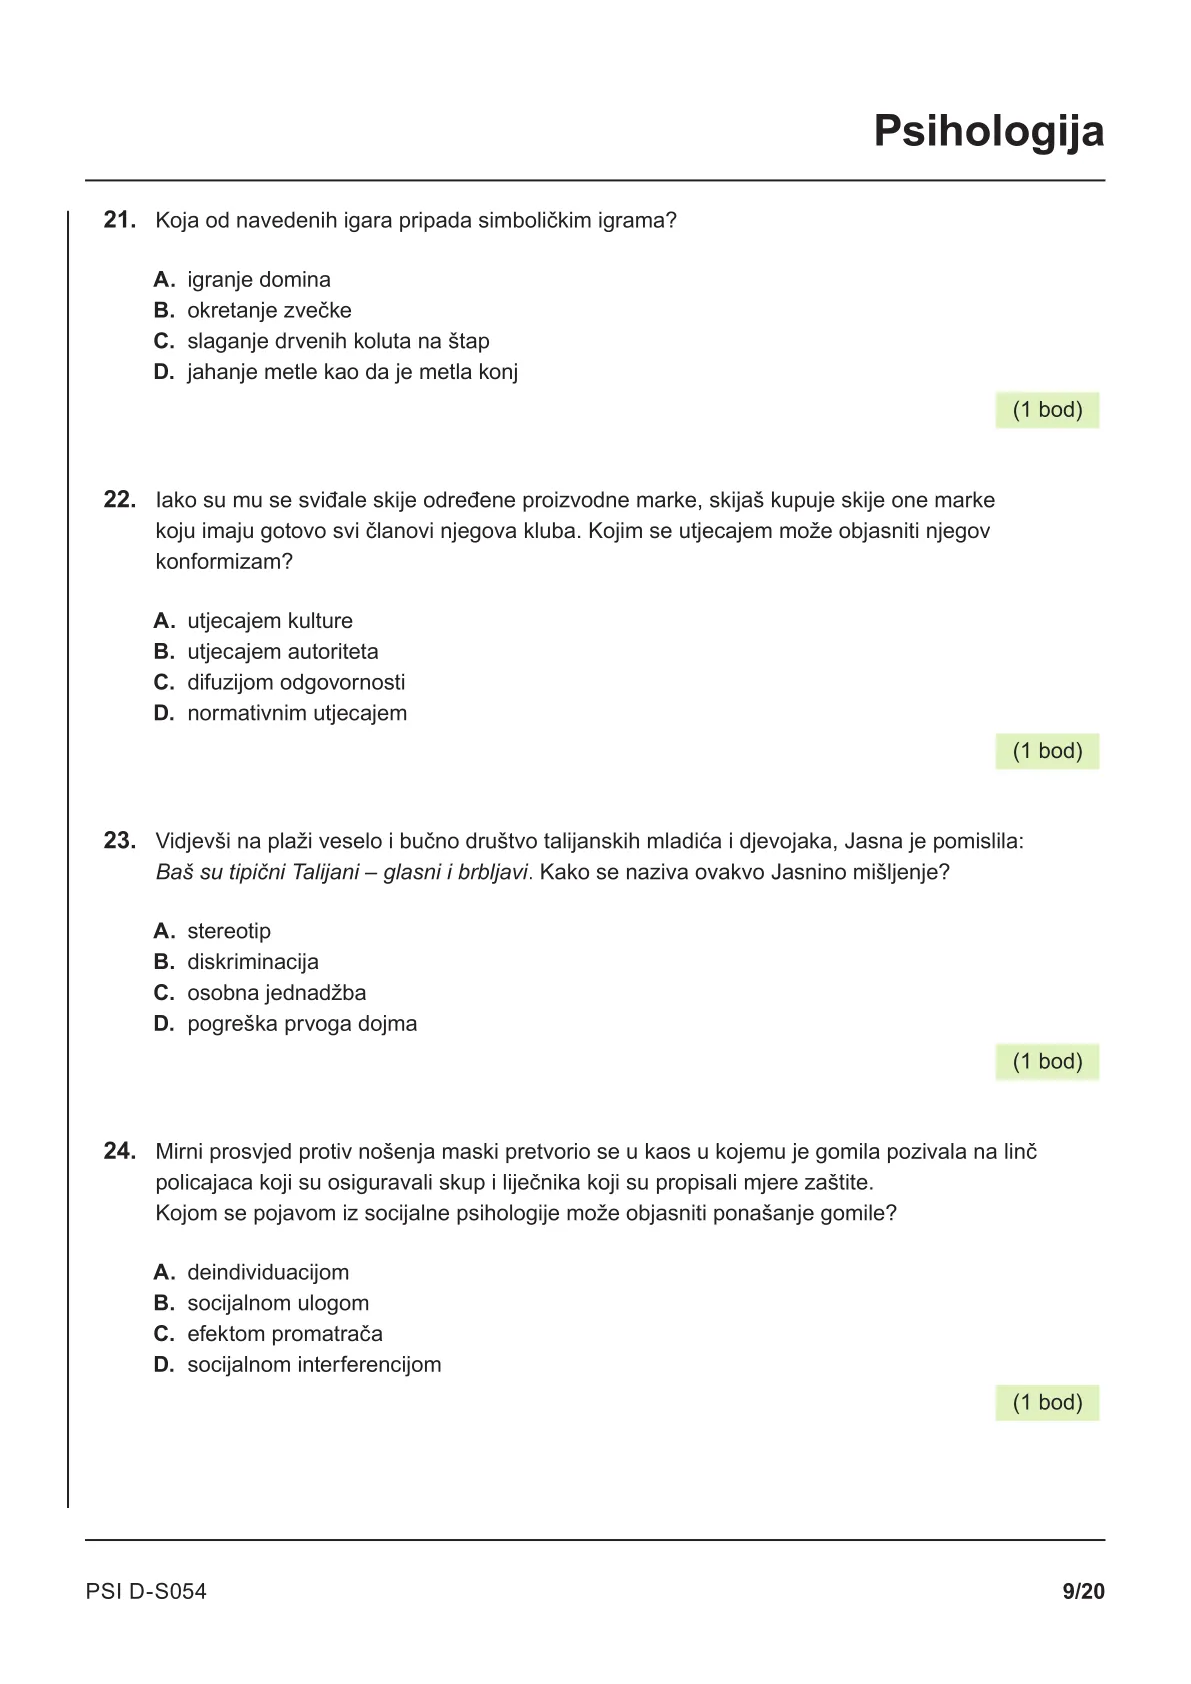 Psihologija
21. Koja od navedenih igara pripada simboličkim igrama?
A. igranje domina
B. okretanje zvečke
C. slaganje drvenih koluta na štap
D. jahanje metle kao da je metla konj
(1 bod)
22. Iako su mu se sviđale skije određene proizvodne marke, skijaš kupuje skije one marke
koju imaju gotovo svi članovi njegova kluba. Kojim se utjecajem može objasniti njegov
konformizam?
A. utjecajem kulture
B. utjecajem autoriteta
C. difuzijom odgovornosti
D. normativnim utjecajem
(1 bod)
23. Vidjevši na plaži veselo i bučno društvo talijanskih mladića i djevojaka, Jasna je pomislila:
Baš su tipični Talijani – glasni i brbljavi. Kako se naziva ovakvo Jasnino mišljenje?
A. stereotip
B. diskriminacija
C. osobna jednadžba
D. pogreška prvoga dojma
(1 bod)
24. Mirni prosvjed protiv nošenja maski pretvorio se u kaos u kojemu je gomila pozivala na linč
policajaca koji su osiguravali skup i liječnika koji su propisali mjere zaštite.
Kojom se pojavom iz socijalne psihologije može objasniti ponašanje gomile?
A. deindividuacijom
B. socijalnom ulogom
C. efektom promatrača
D. socijalnom interferencijom
(1 bod)
PSI D-S054
9/20